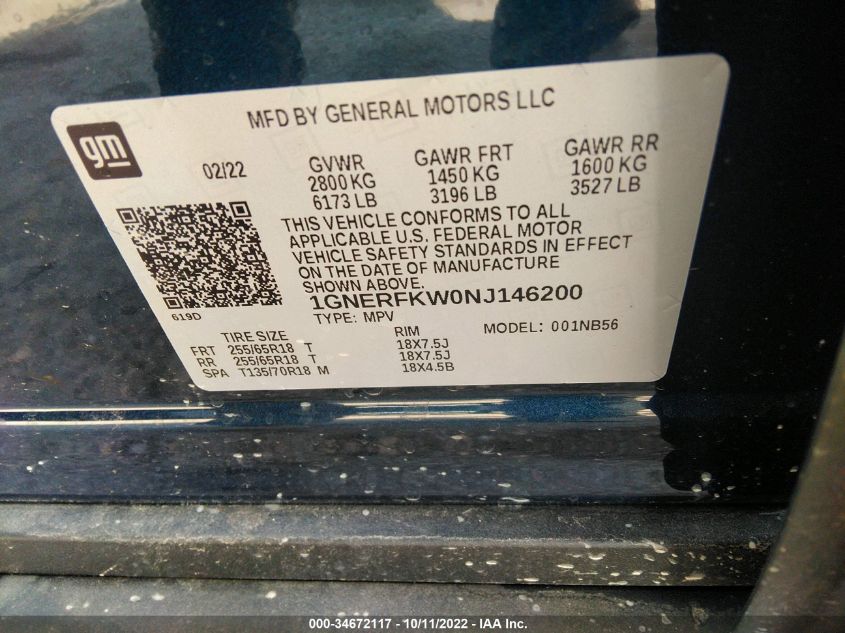 MFD BY GENERAL MOTORS LLC
gm
02/22
GVWR GAWR FRT GAWR RR
2800 KG 1450 KG 1600 KG
6173 LB 3196 LB 3527 LB
THIS VEHICLE CONFORMS TO ALL
APPLICABLE U.S. FEDERAL MOTOR
VEHICLE SAFETY STANDARDS IN EFFECT
ON THE DATE OF MANUFACTURE
SHOWN ABOVE.
619D
1GNERFKW0NJ146200
TYPE: MPV MODEL: 001NB56
TIRE SIZE RIM
FRT 255/65R18 T 18X7.5J
RR 255/65R18 T 18X7.5J
SPA T135/70R18 M 18X4.5B
000-34672117 - 10/11/2022 - IAA Inc.